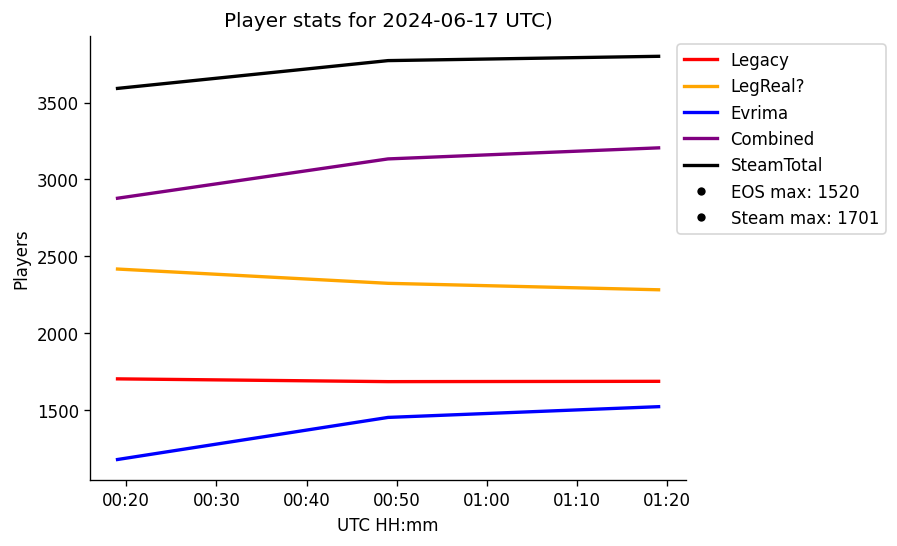 Player stats for 2024-06-17 UTC)
Legacy
LegReal?
Evrima
Combined
SteamTotal
EOS max: 1520
Steam max: 1701
Players
3500
3000
2500
2000
1500
00:20 00:30 00:40 00:50 01:00 01:10 01:20
UTC HH:mm